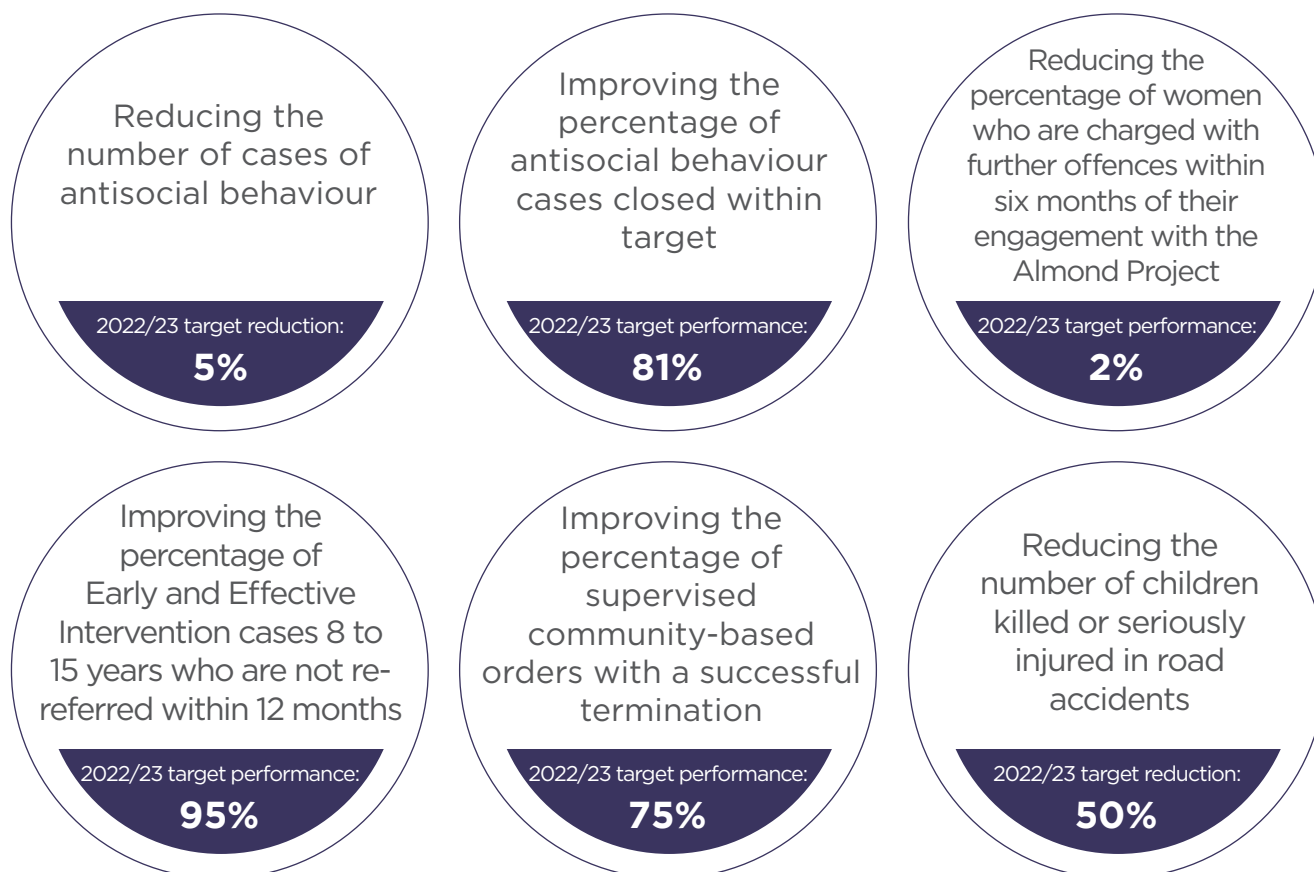 Reducing the
number of cases of
antisocial behaviour
2022/23 target reduction:
5%
Improving the
percentage of
antisocial behaviour
cases closed within
target
2022/23 target performance:
81%
Reducing the
percentage of women
who are charged with
further offences within
six months of their
engagement with the
Almond Project
2022/23 target performance:
2%
Improving the
percentage of
Early and Effective
Intervention cases 8 to
15 years who are not re-
referred within 12 months
2022/23 target performance:
95%
Improving the
percentage of
supervised
community-based
orders with a successful
termination
2022/23 target performance:
75%
Reducing the
number of children
killed or seriously
injured in road
accidents
2022/23 target reduction:
50%